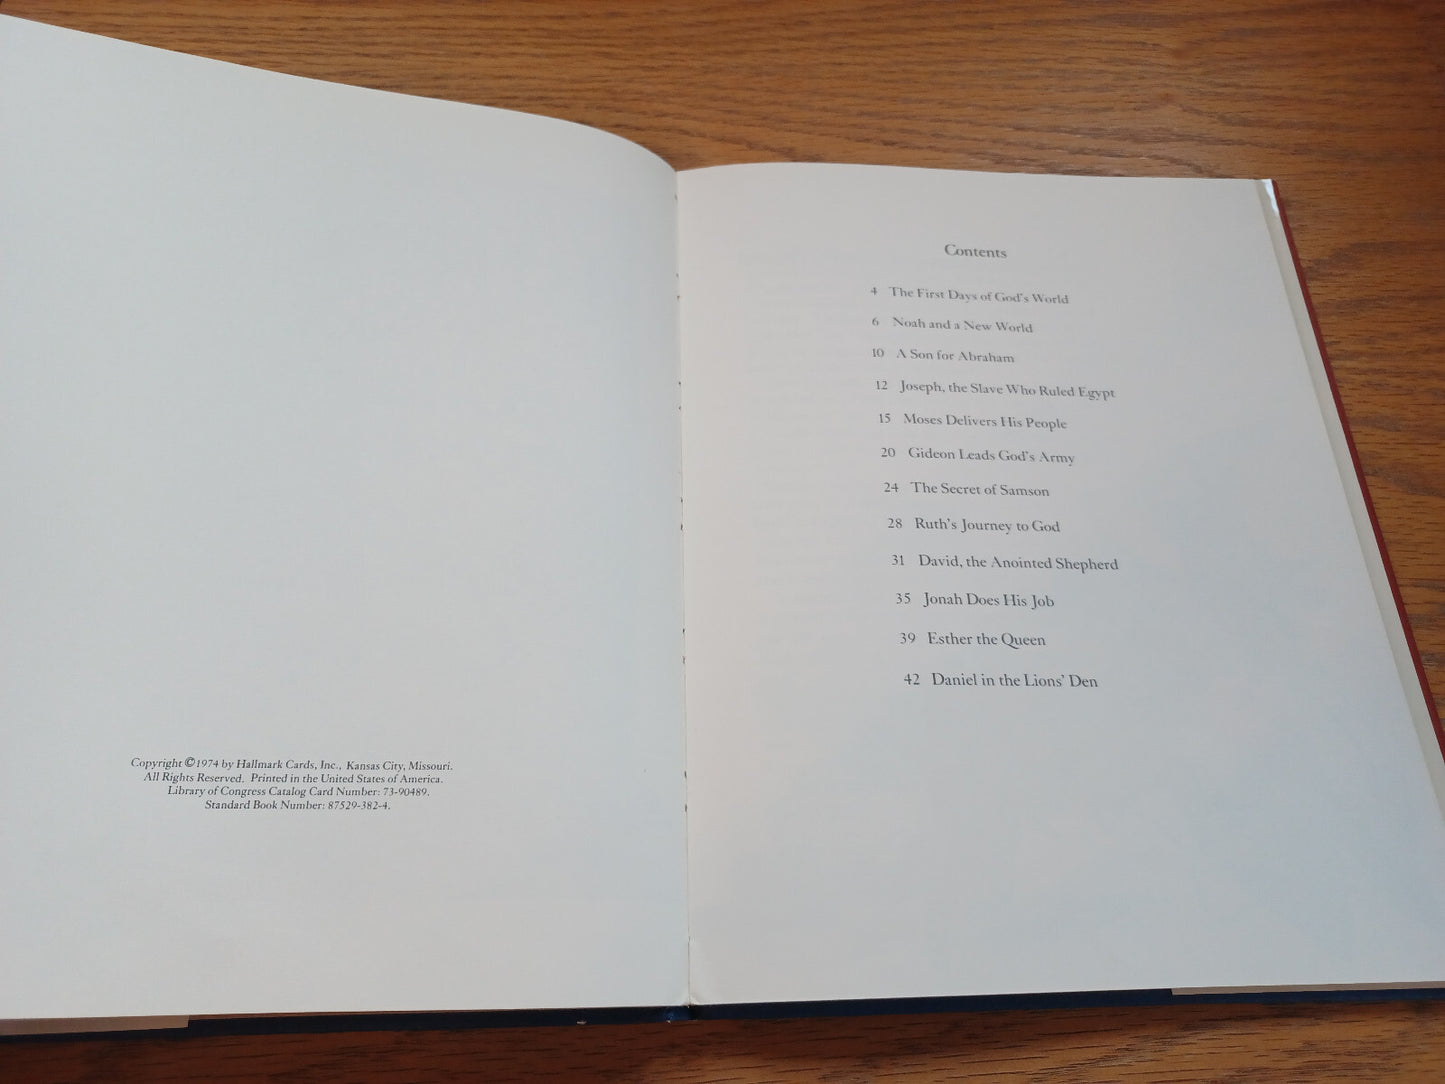 Copyright ©1974 by Hallmark Cards, Inc., Kansas City, Missouri.
All Rights Reserved. Printed in the United States of America.
Library of Congress Catalog Card Number: 73-90489.
Standard Book Number: 87529-382-4.
Contents
4 The First Days of God's World
6 Noah and a New World
10 A Son for Abraham
12 Joseph, the Slave Who Ruled Egypt
15 Moses Delivers His People
20 Gideon Leads God's Army
24 The Secret of Samson
28 Ruth's Journey to God
31 David, the Anointed Shepherd
35 Jonah Does His Job
39 Esther the Queen
42 Daniel in the Lions' Den